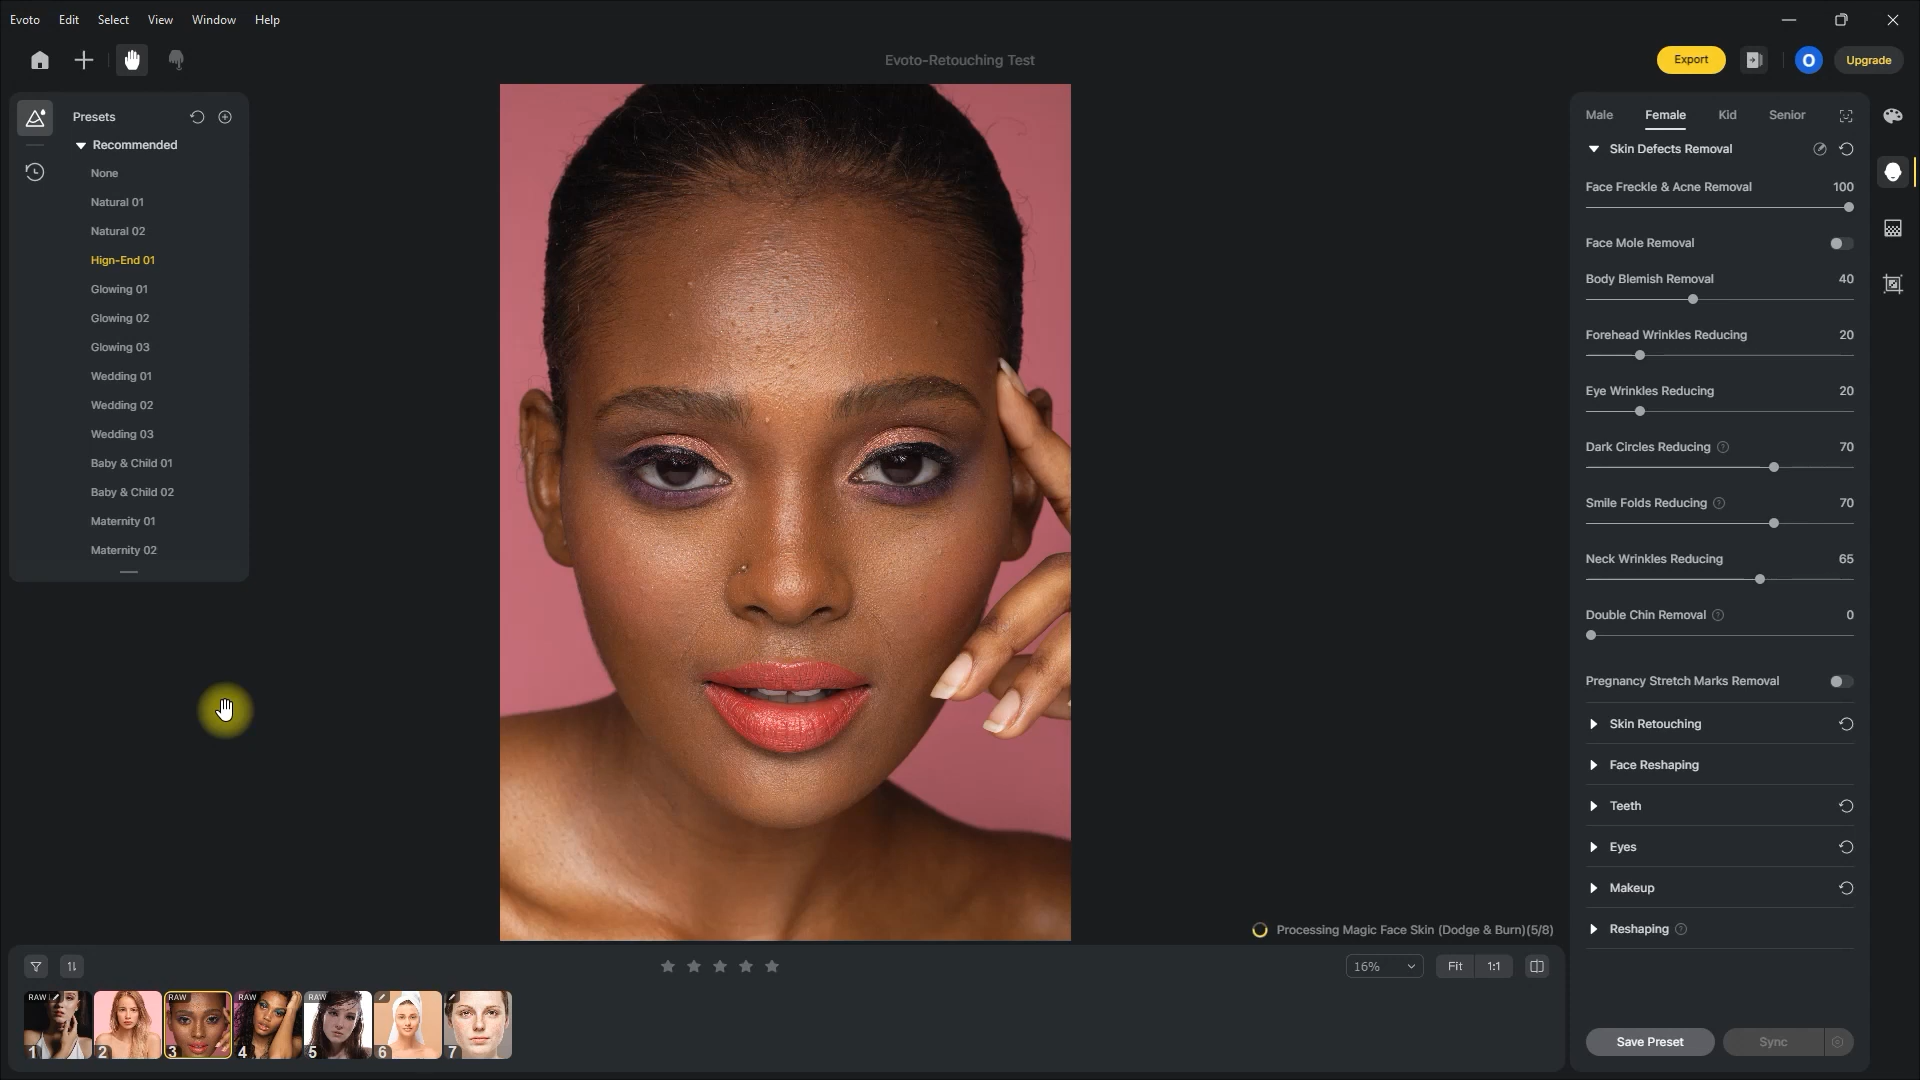 Evoto Edit Select View Window Help
Evoto-Retouching Test
Export
O
Upgrade
Presets
Recommended
None
Natural 01
Natural 02
Hign-End 01
Glowing 01
Glowing 02
Glowing 03
Wedding 01
Wedding 02
Wedding 03
Baby & Child 01
Baby & Child 02
Maternity 01
Maternity 02
Male Female Kid Senior
Skin Defects Removal
Face Freckle & Acne Removal 100
Face Mole Removal
Body Blemish Removal 40
Forehead Wrinkles Reducing 20
Eye Wrinkles Reducing 20
Dark Circles Reducing ? 70
Smile Folds Reducing ? 70
Neck Wrinkles Reducing 65
Double Chin Removal ? 0
Pregnancy Stretch Marks Removal
Skin Retouching
Face Reshaping
Teeth
Eyes
Makeup
Reshaping ?
Processing Magic Face Skin (Dodge & Burn)(5/8)
16% Fit 1:1
RAW RAW RAW RAW
1 2 3 4 5 6 7
Save Preset Sync